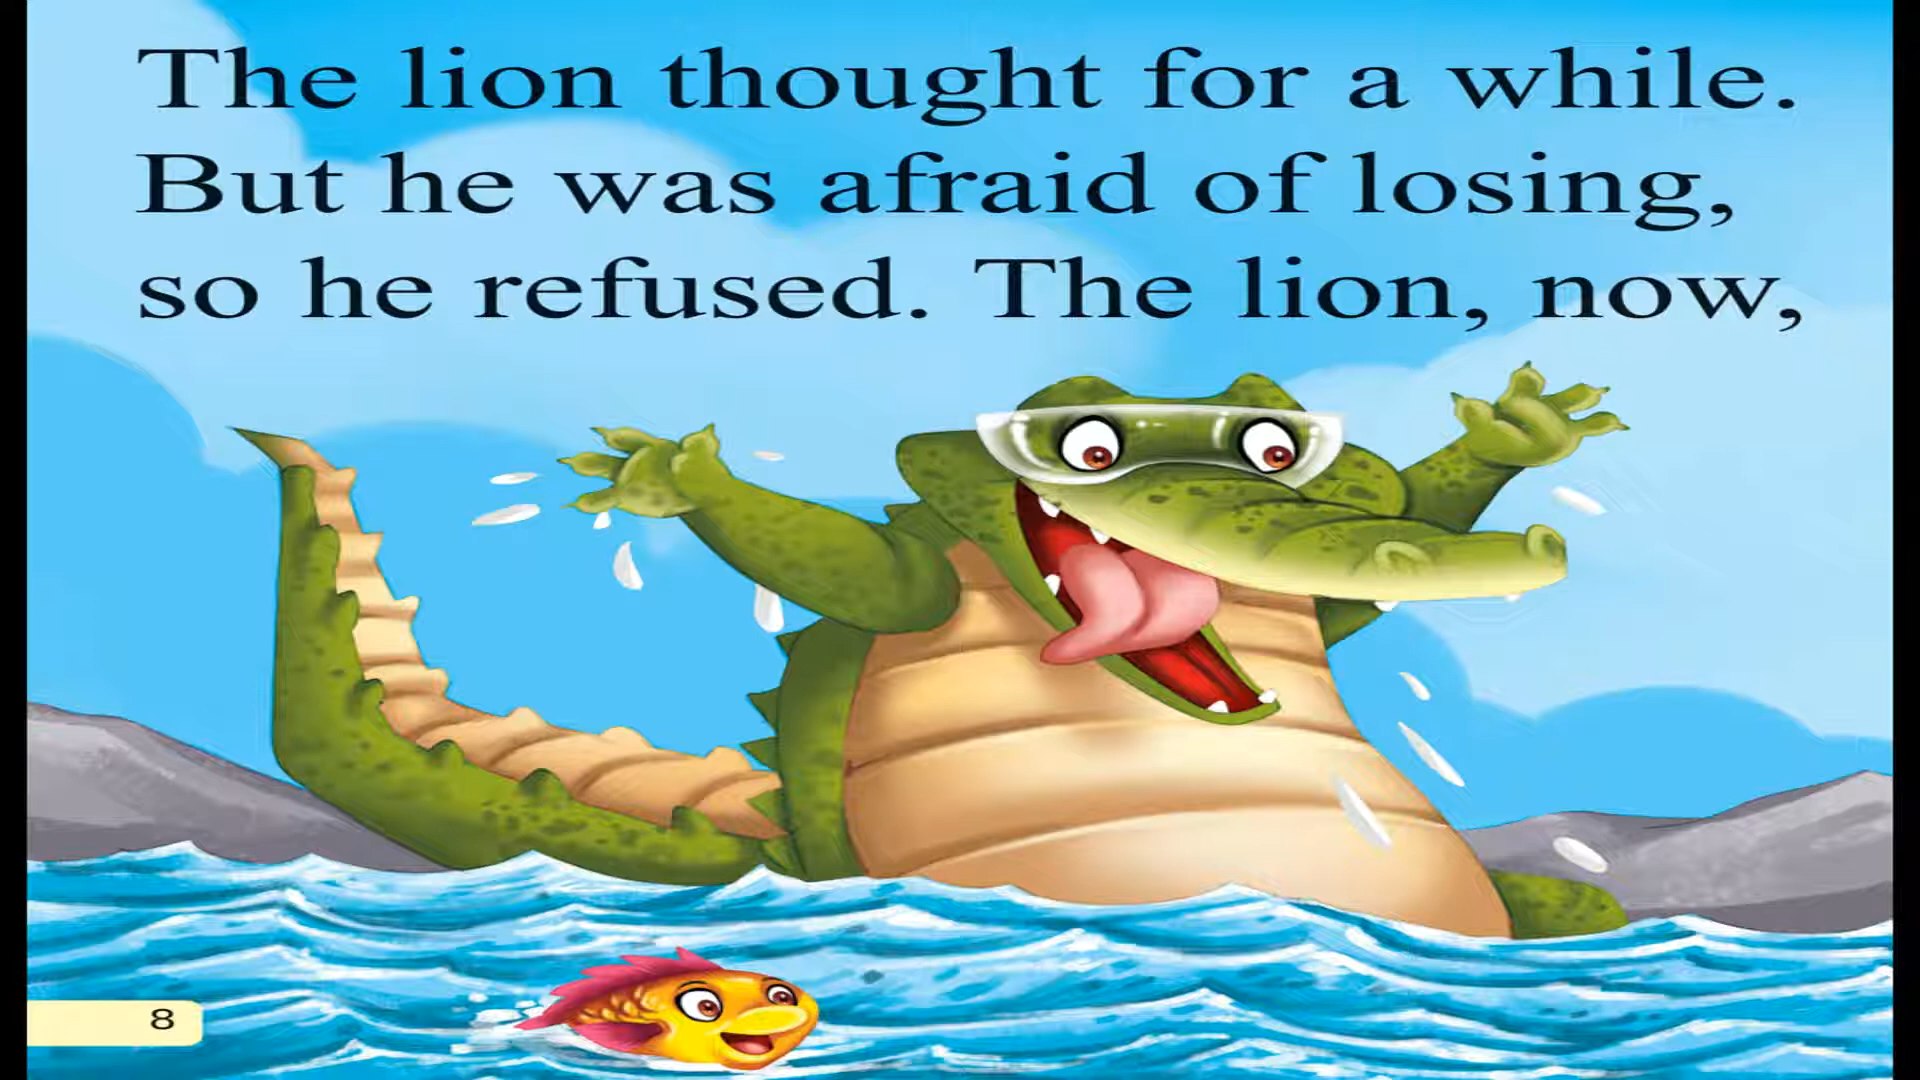 The lion thought for a while.
But he was afraid of losing,
so he refused. The lion, now,
8